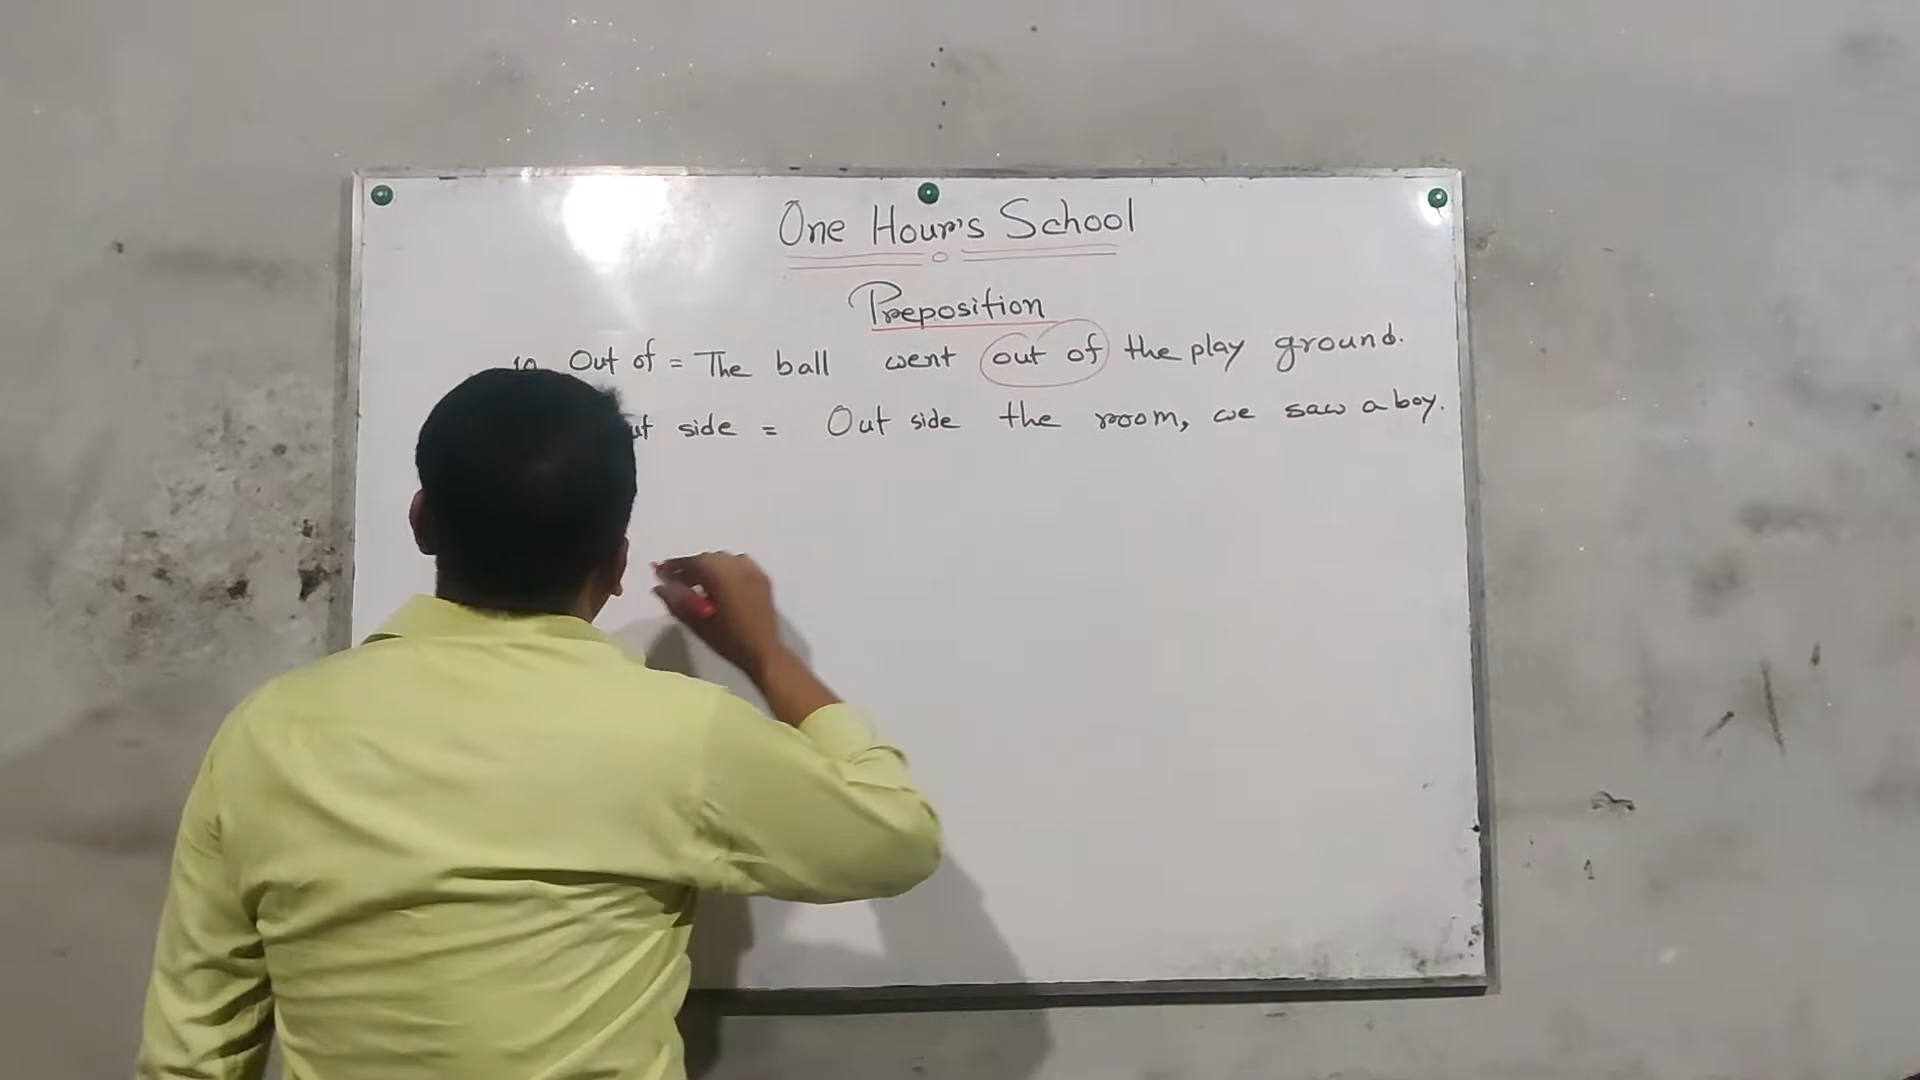 One Hour's School
Preposition
Out of = The ball went out of the play ground.
side = Out side the room, we saw a boy.